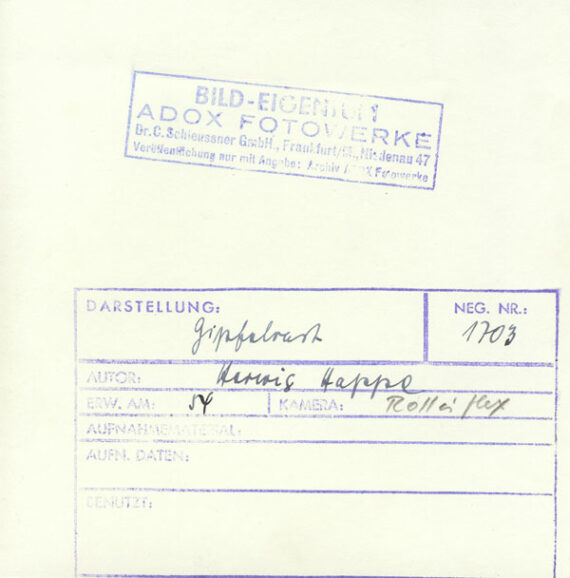 BILD-EIGENTUM
ADOX FOTOWERKE
Dr. C. Schleussner GmbH., Frankfurt/M., Niedenau 47
Veröffentlichung nur mit Angabe: Archiv ADOX Fotowerke
DARSTELLUNG:
Gipfelrast
NEG. NR.:
1703
AUTOR: Herwig Happe
ERW. AM: 54 KAMERA: Rolleiflex
AUFNAHMEMATERIAL:
AUFN. DATEN:
BENUTZT: